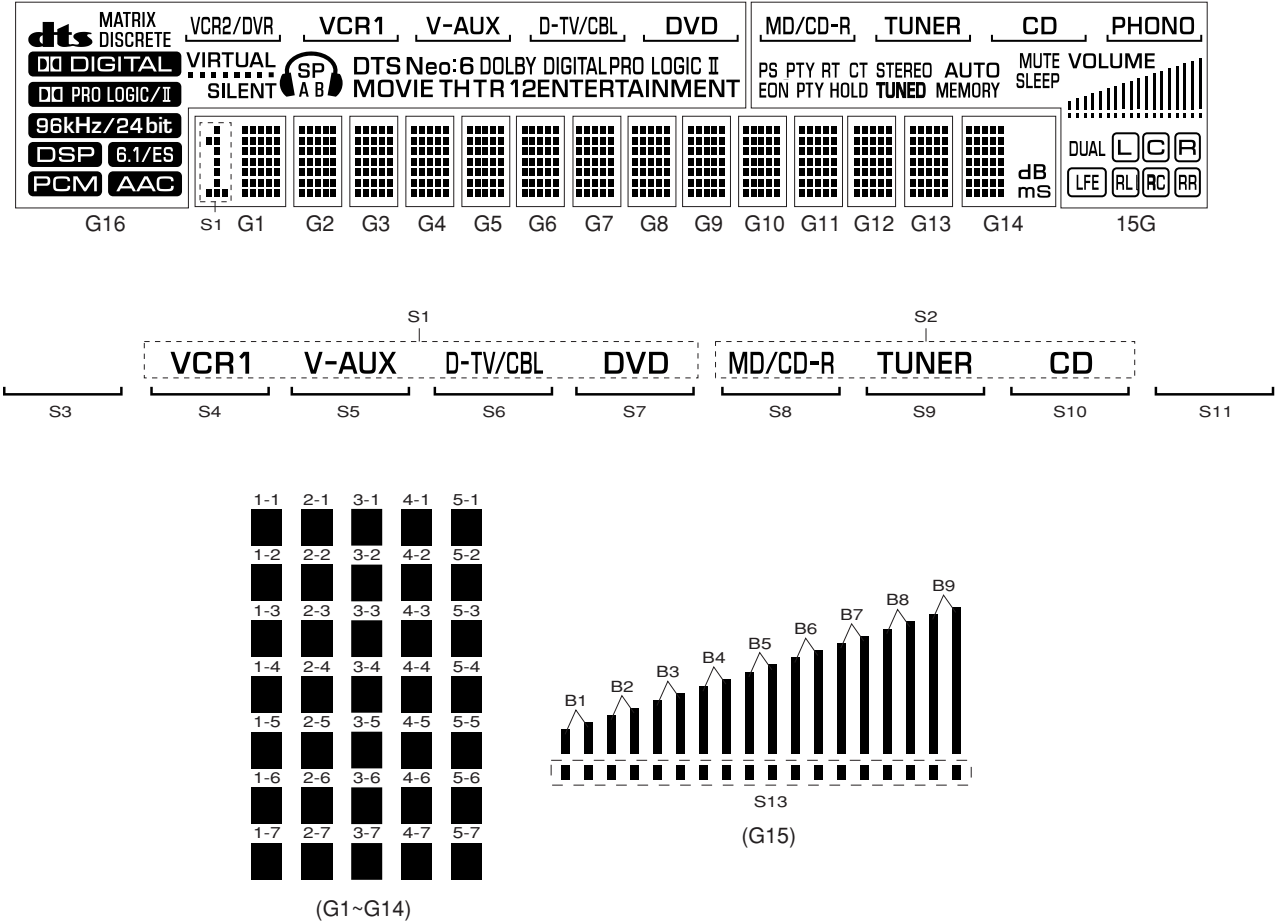 dts MATRIX DISCRETE VCR2/DVR VCR1 V-AUX D-TV/CBL DVD MD/CD-R TUNER CD PHONO
DIGITAL VIRTUAL SP DTS Neo:6 DOLBY DIGITAL PRO LOGIC II PS PTY RT CT STEREO AUTO MUTE VOLUME
PRO LOGIC/II SILENT A B MOVIE THTR 12ENTERTAINMENT EON PTY HOLD TUNED MEMORY SLEEP
96kHz/24bit
DSP 6.1/ES DUAL L C R
PCM AAC dB mS LFE RL RC RR
G16 S1 G1 G2 G3 G4 G5 G6 G7 G8 G9 G10 G11 G12 G13 G14 15G
S1 S2
VCR1 V-AUX D-TV/CBL DVD MD/CD-R TUNER CD
S3 S4 S5 S6 S7 S8 S9 S10 S11
1-1 2-1 3-1 4-1 5-1
1-2 2-2 3-2 4-2 5-2
1-3 2-3 3-3 4-3 5-3
1-4 2-4 3-4 4-4 5-4
1-5 2-5 3-5 4-5 5-5
1-6 2-6 3-6 4-6 5-6
1-7 2-7 3-7 4-7 5-7
(G1~G14)
B1 B2 B3 B4 B5 B6 B7 B8 B9
S13
(G15)